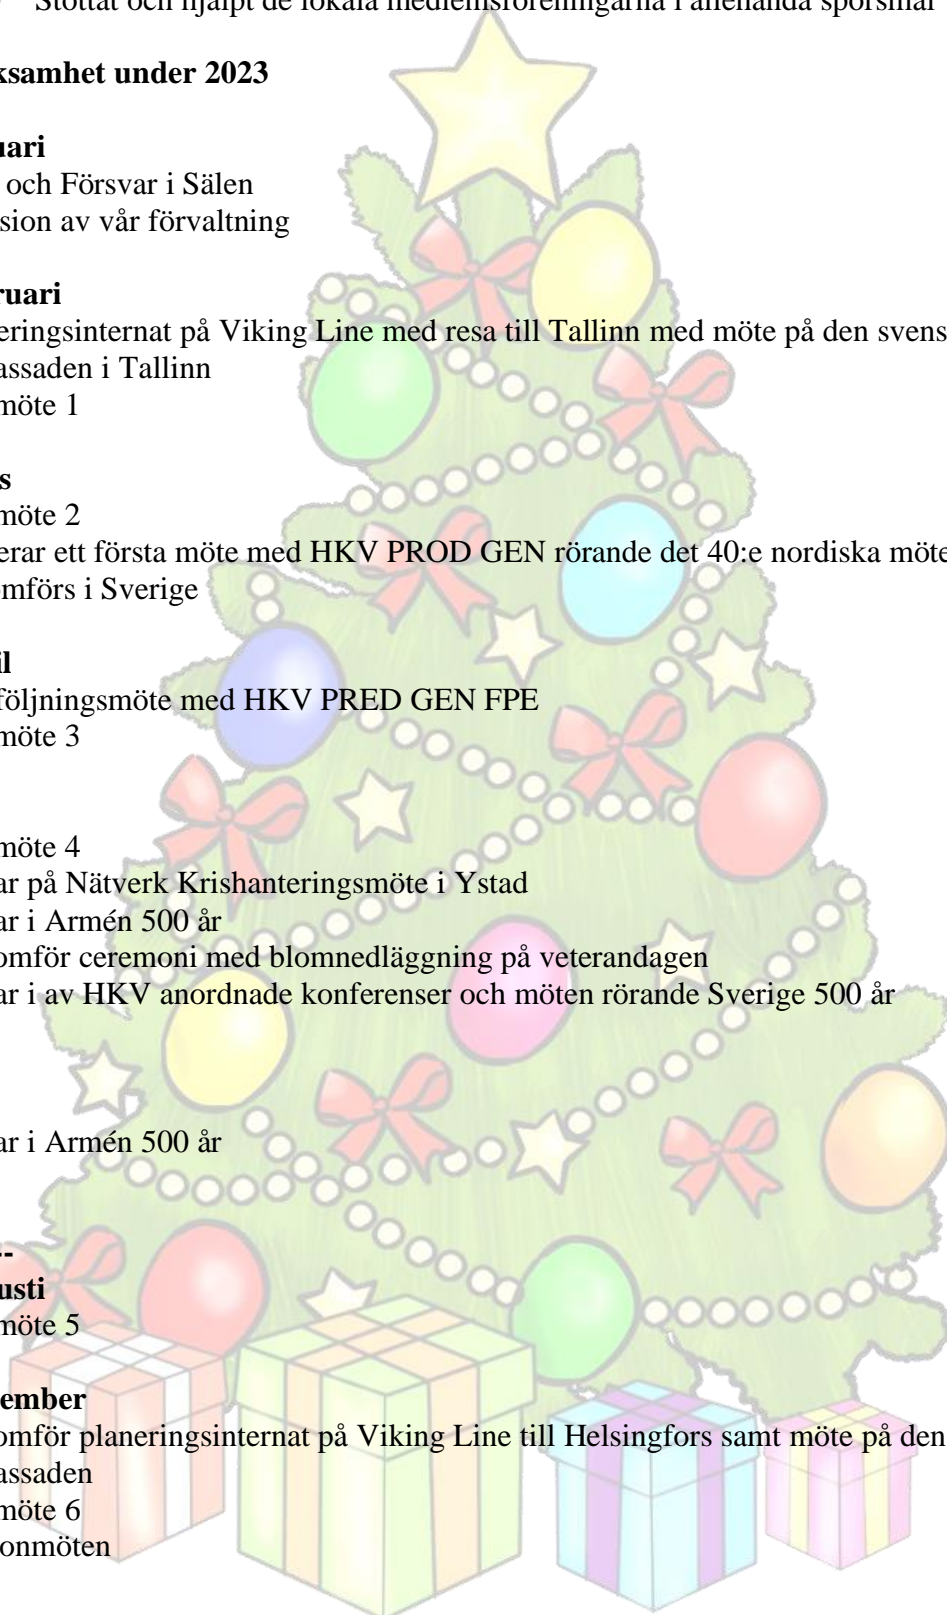 Stöttat och hjälpt de lokala medlemsföreningarna i allehanda spörsmål
ksamhet under 2023
uari
och Försvar i Sälen
sion av vår förvaltning
ruari
eringsinternat på Viking Line med resa till Tallinn med möte på den svens
assaden i Tallinn
möte 1
s
möte 2
erar ett första möte med HKV PROD GEN rörande det 40:e nordiska möte
omförs i Sverige
il
följningsmöte med HKV PRED GEN FPE
möte 3
möte 4
ar på Nätverk Krishanteringsmöte i Ystad
ar i Armén 500 år
omför ceremoni med blomnedläggning på veterandagen
ar i av HKV anordnade konferenser och möten rörande Sverige 500 år
ar i Armén 500 år
--
usti
möte 5
ember
omför planeringsinternat på Viking Line till Helsingfors samt möte på den
assaden
möte 6
onmöten